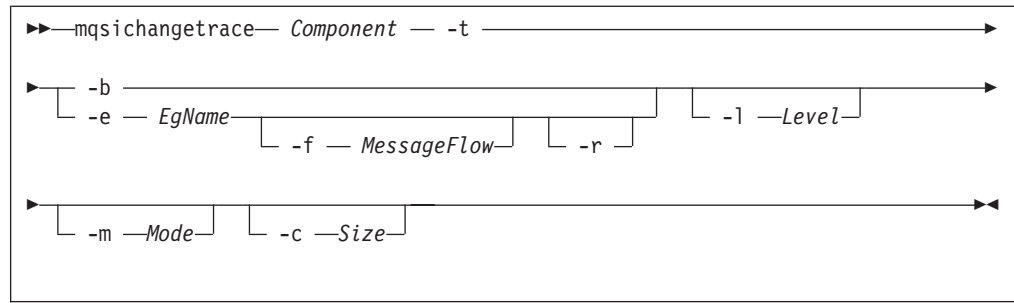 mqsichangetrace Component -t
-b
-e EgName
-l Level
-f MessageFlow
-r
-m Mode
-c Size